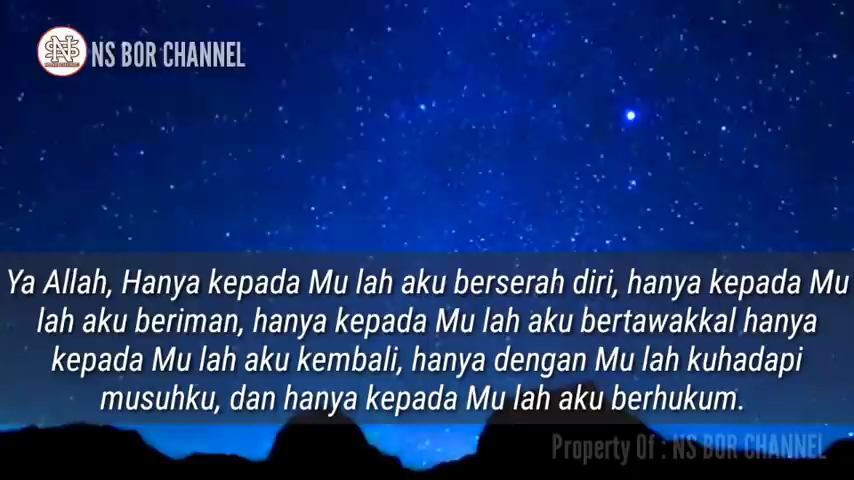 NS BOR CHANNEL
Ya Allah, Hanya kepada Mu lah aku berserah diri, hanya kepada Mu
lah aku beriman, hanya kepada Mu lah aku bertawakkal hanya
kepada Mu lah aku kembali, hanya dengan Mu lah kuhadapi
musuhku, dan hanya kepada Mu lah aku berhukum.
Property Of : NS BOR CHANNEL